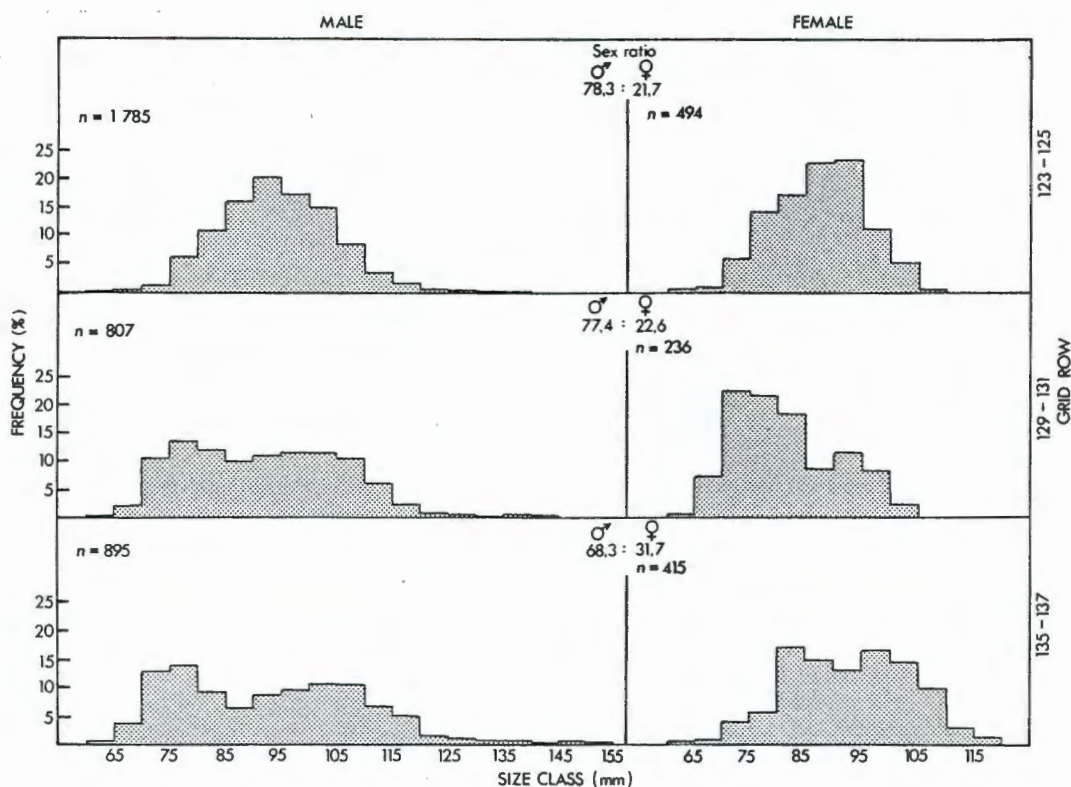 MALE
FEMALE
Sex ratio
♂ ♀
78,3 : 21,7
n = 1 785
n = 494
25
20
15
10
5
123 – 125
♂ ♀
77,4 : 22,6
n = 807
n = 236
25
20
15
10
5
FREQUENCY (%)
129 – 131
GRID ROW
♂ ♀
68,3 : 31,7
n = 895
n = 415
25
20
15
10
5
135 – 137
65 75 85 95 105 115 125 135 145 155 75 85 95 105 115
SIZE CLASS (mm)